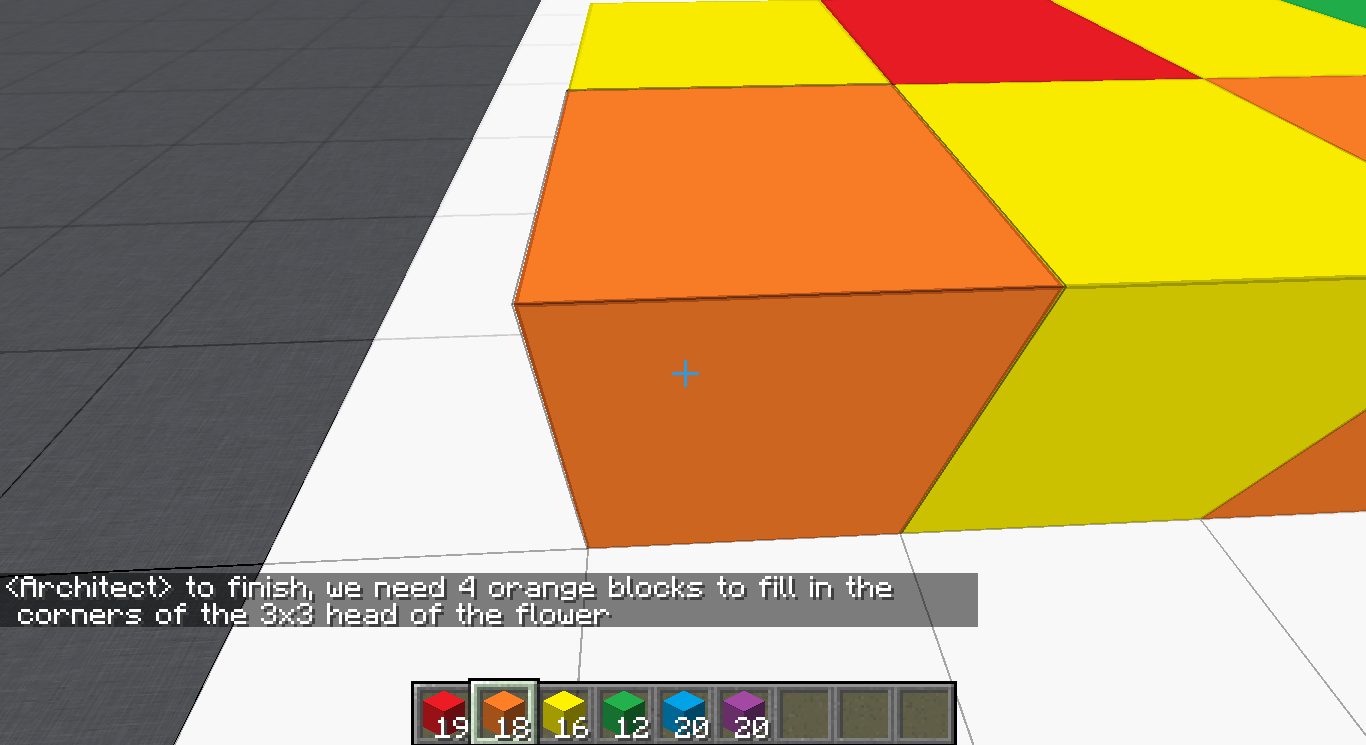 <Architect> to finish, we need 4 orange blocks to fill in the
corners of the 3x3 head of the flower
19 18 16 12 20 20